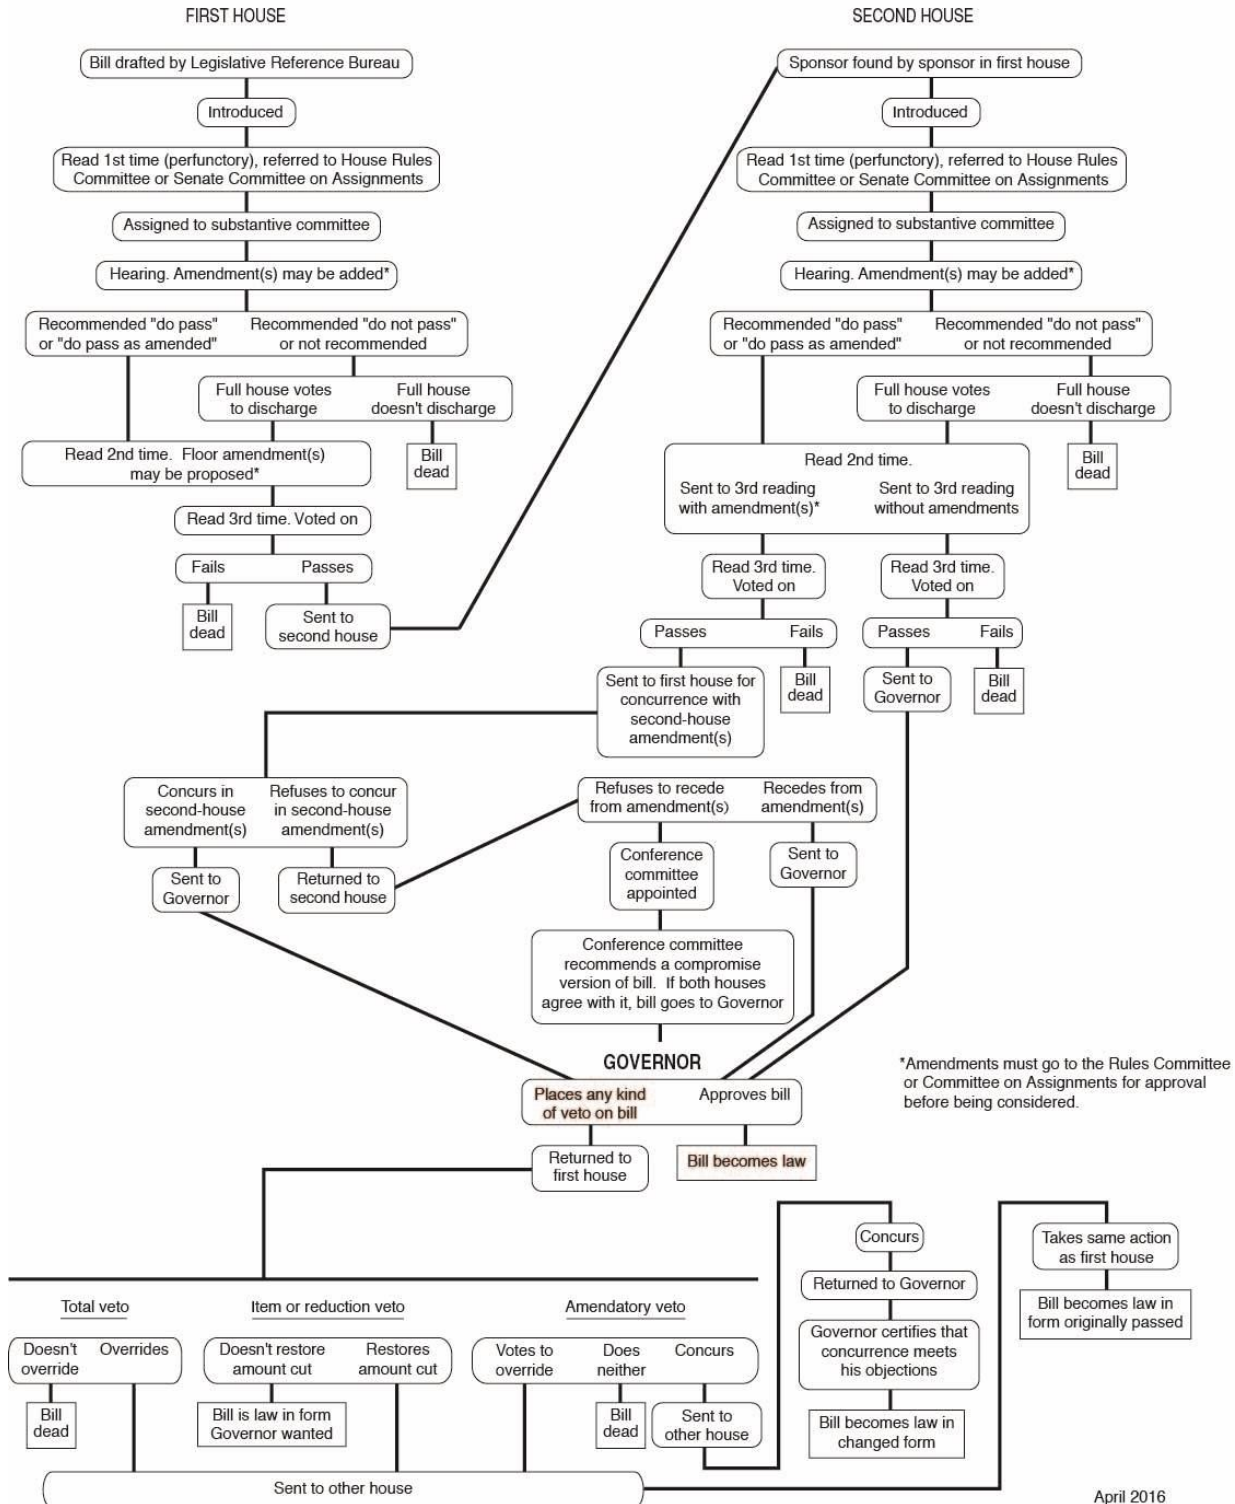 FIRST HOUSE
Bill drafted by Legislative Reference Bureau
Introduced
Read 1st time (perfunctory), referred to House Rules
Committee or Senate Committee on Assignments
Assigned to substantive committee
Hearing. Amendment(s) may be added*
Recommended "do pass"
or "do pass as amended"
Recommended "do not pass"
or not recommended
Full house votes
to discharge
Full house
doesn't discharge
Bill
dead
Read 2nd time. Floor amendment(s)
may be proposed*
Read 3rd time. Voted on
Fails
Passes
Bill
dead
Sent to
second house
SECOND HOUSE
Sponsor found by sponsor in first house
Introduced
Read 1st time (perfunctory), referred to House Rules
Committee or Senate Committee on Assignments
Assigned to substantive committee
Hearing. Amendment(s) may be added*
Recommended "do pass"
or "do pass as amended"
Recommended "do not pass"
or not recommended
Full house votes
to discharge
Full house
doesn't discharge
Bill
dead
Read 2nd time.
Sent to 3rd reading
with amendment(s)*
Sent to 3rd reading
without amendments
Read 3rd time.
Voted on
Read 3rd time.
Voted on
Passes
Fails
Passes
Fails
Sent to first house for
concurrence with
second-house
amendment(s)
Bill
dead
Sent to
Governor
Bill
dead
Concurs in
second-house
amendment(s)
Refuses to concur
in second-house
amendment(s)
Sent to
Governor
Returned to
second house
Refuses to recede
from amendment(s)
Recedes from
amendment(s)
Conference
committee
appointed
Sent to
Governor
Conference committee
recommends a compromise
version of bill. If both houses
agree with it, bill goes to Governor
GOVERNOR
Places any kind
of veto on bill
Approves bill
Returned to
first house
Bill becomes law
*Amendments must go to the Rules Committee
or Committee on Assignments for approval
before being considered.
Total veto
Doesn't
override
Overrides
Bill
dead
Item or reduction veto
Doesn't restore
amount cut
Restores
amount cut
Bill is law in form
Governor wanted
Amendatory veto
Votes to
override
Does
neither
Concurs
Bill
dead
Sent to
other house
Sent to other house
Concurs
Returned to Governor
Governor certifies that
concurrence meets
his objections
Bill becomes law in
changed form
Takes same action
as first house
Bill becomes law in
form originally passed
April 2016